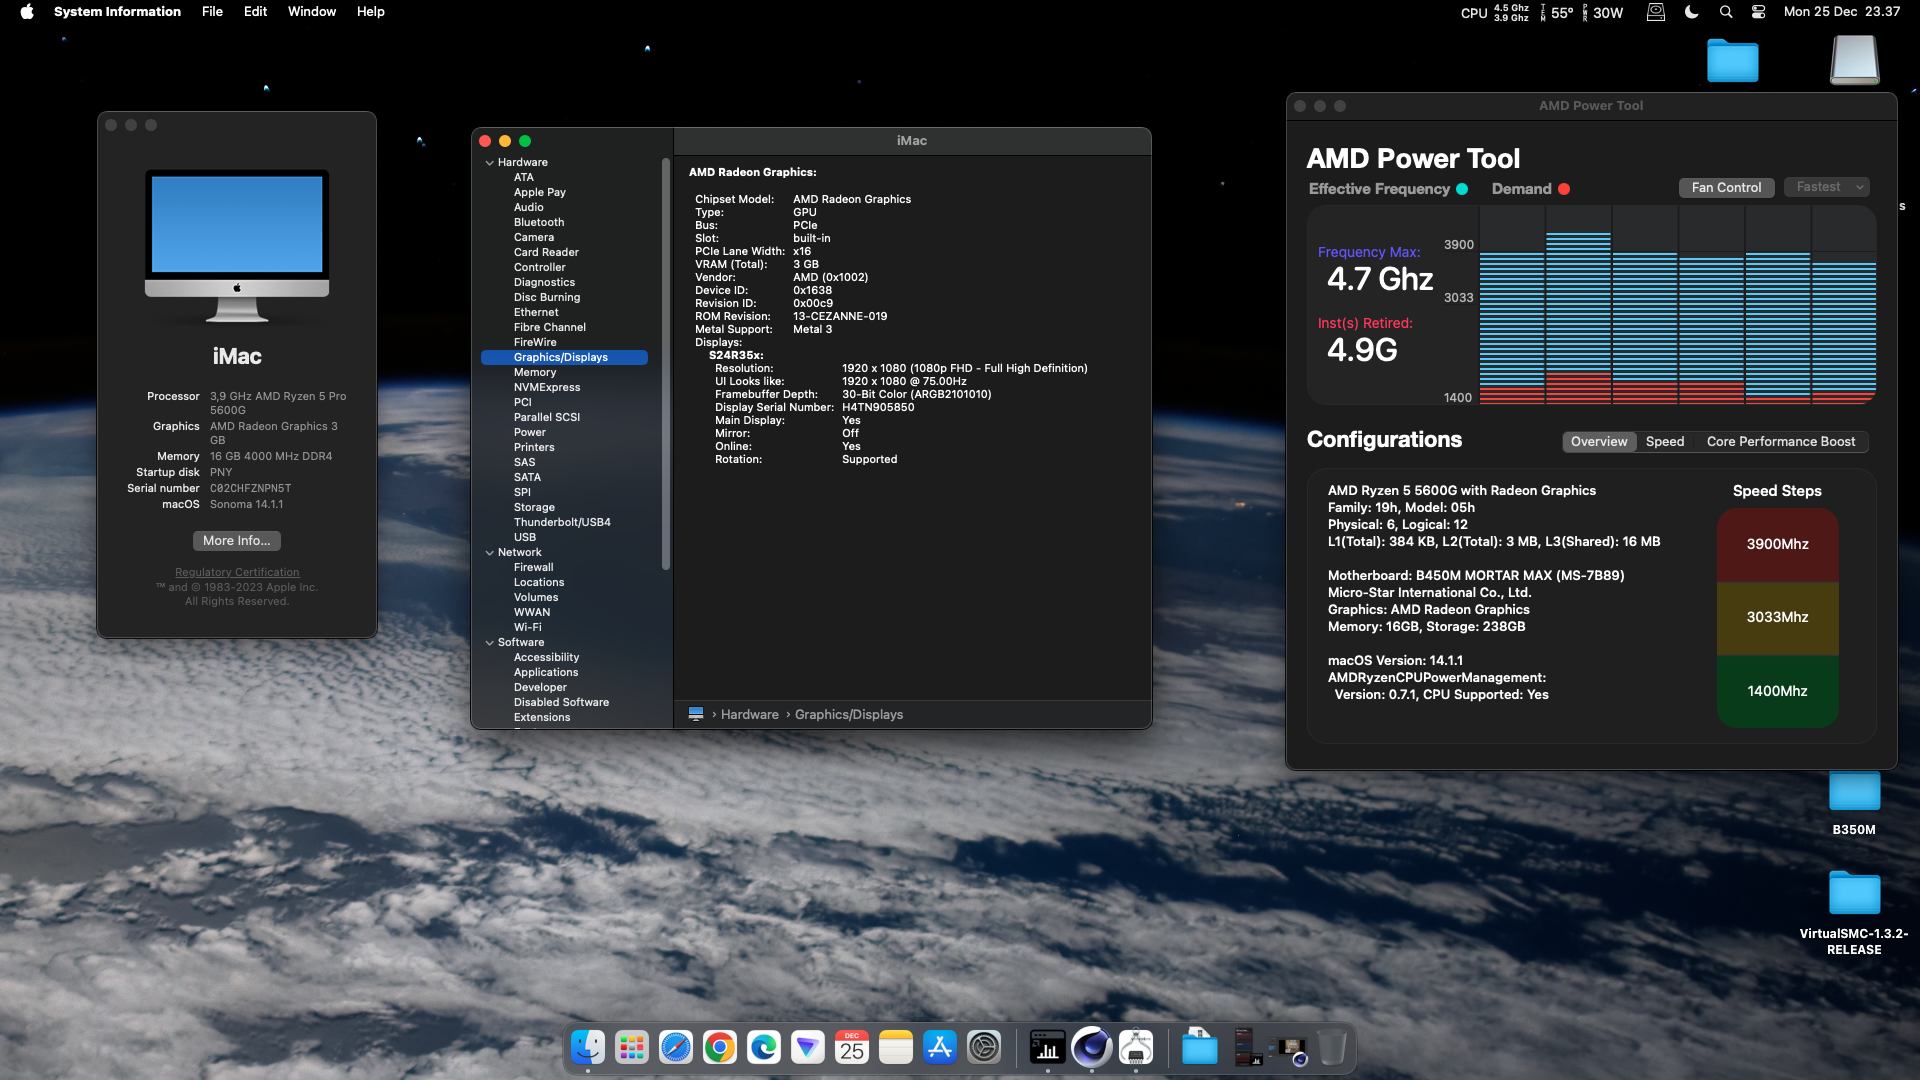 System Information File Edit Window Help
CPU 4.5 Ghz 3.9 Ghz TEM 55° PWR 30W Mon 25 Dec 23.37
iMac
Processor 3,9 GHz AMD Ryzen 5 Pro
5600G
Graphics AMD Radeon Graphics 3
GB
Memory 16 GB 4000 MHz DDR4
Startup disk PNY
Serial number C02CHFZNPN5T
macOS Sonoma 14.1.1
More Info...
Regulatory Certification
™ and © 1983-2023 Apple Inc.
All Rights Reserved.
iMac
Hardware
ATA
Apple Pay
Audio
Bluetooth
Camera
Card Reader
Controller
Diagnostics
Disc Burning
Ethernet
Fibre Channel
FireWire
Graphics/Displays
Memory
NVMExpress
PCI
Parallel SCSI
Power
Printers
SAS
SATA
SPI
Storage
Thunderbolt/USB4
USB
Network
Firewall
Locations
Volumes
WWAN
Wi-Fi
Software
Accessibility
Applications
Developer
Disabled Software
Extensions
AMD Radeon Graphics:
Chipset Model: AMD Radeon Graphics
Type: GPU
Bus: PCIe
Slot: built-in
PCIe Lane Width: x16
VRAM (Total): 3 GB
Vendor: AMD (0x1002)
Device ID: 0x1638
Revision ID: 0x00c9
ROM Revision: 13-CEZANNE-019
Metal Support: Metal 3
Displays:
S24R35x:
Resolution: 1920 x 1080 (1080p FHD - Full High Definition)
UI Looks like: 1920 x 1080 @ 75.00Hz
Framebuffer Depth: 30-Bit Color (ARGB2101010)
Display Serial Number: H4TN905850
Main Display: Yes
Mirror: Off
Online: Yes
Rotation: Supported
› Hardware › Graphics/Displays
AMD Power Tool
AMD Power Tool
Effective Frequency Demand Fan Control Fastest
Frequency Max:
4.7 Ghz
Inst(s) Retired:
4.9G
3900
3033
1400
Configurations Overview Speed Core Performance Boost
AMD Ryzen 5 5600G with Radeon Graphics
Family: 19h, Model: 05h
Physical: 6, Logical: 12
L1(Total): 384 KB, L2(Total): 3 MB, L3(Shared): 16 MB
Motherboard: B450M MORTAR MAX (MS-7B89)
Micro-Star International Co., Ltd.
Graphics: AMD Radeon Graphics
Memory: 16GB, Storage: 238GB
macOS Version: 14.1.1
AMDRyzenCPUPowerManagement:
Version: 0.7.1, CPU Supported: Yes
Speed Steps
3900Mhz
3033Mhz
1400Mhz
s
B350M
VirtualSMC-1.3.2-
RELEASE
DEC
25